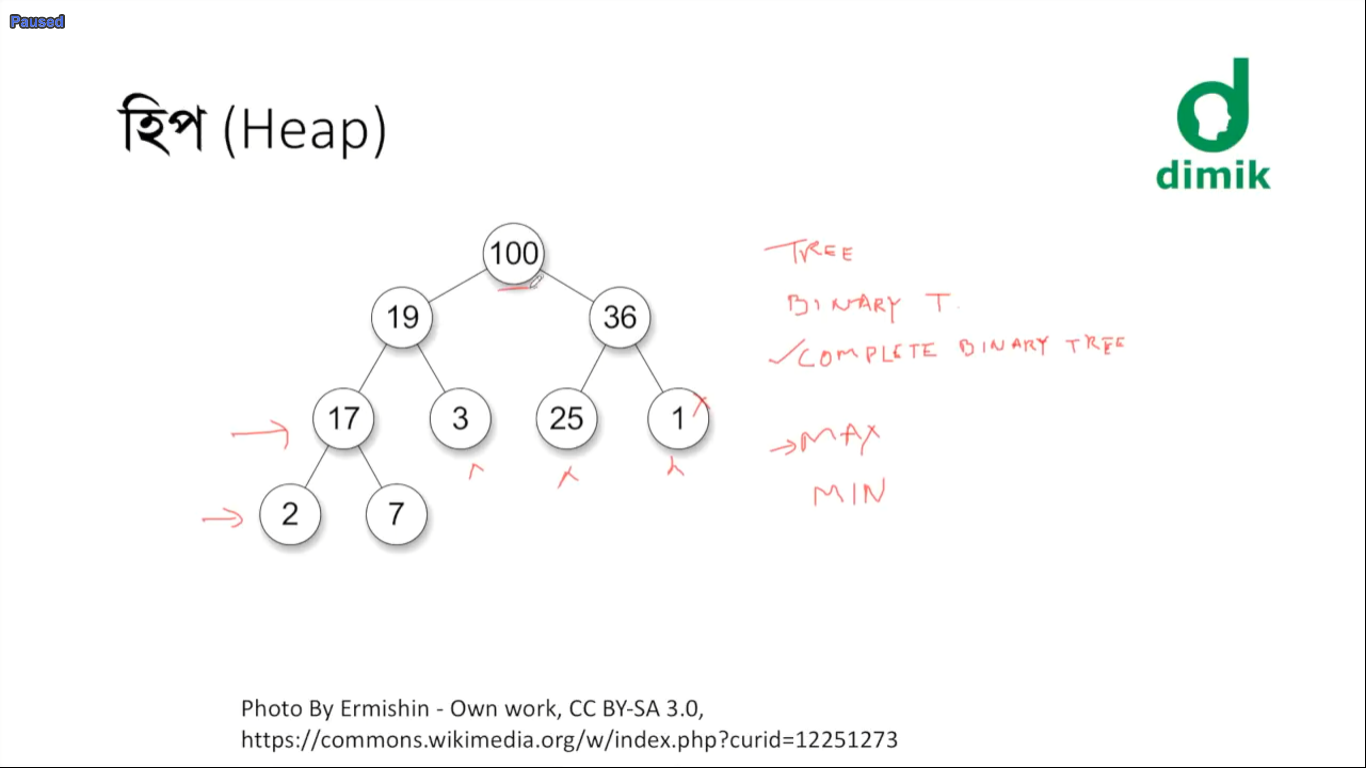 Paused
হিপ (Heap)
dimik
100
19
36
17
3
25
1
2
7
TREE
BINARY T.
COMPLETE BINARY TREE
MAX
MIN
Photo By Ermishin - Own work, CC BY-SA 3.0,
https://commons.wikimedia.org/w/index.php?curid=12251273